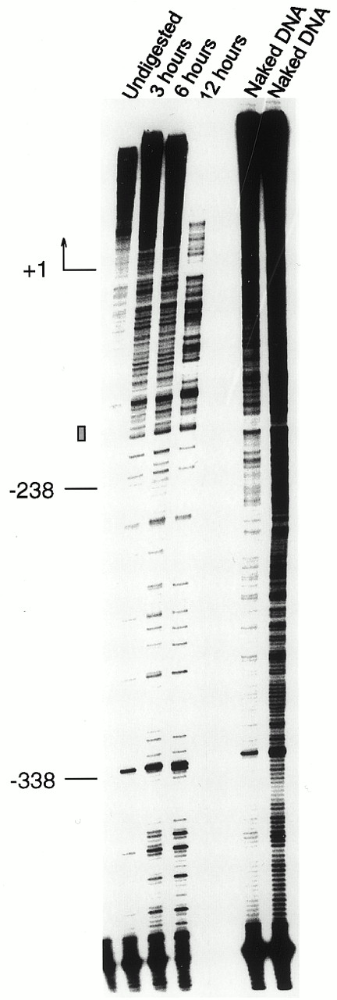 Undigested
3 hours
6 hours
12 hours
Naked DNA
Naked DNA
+1
-238
-338